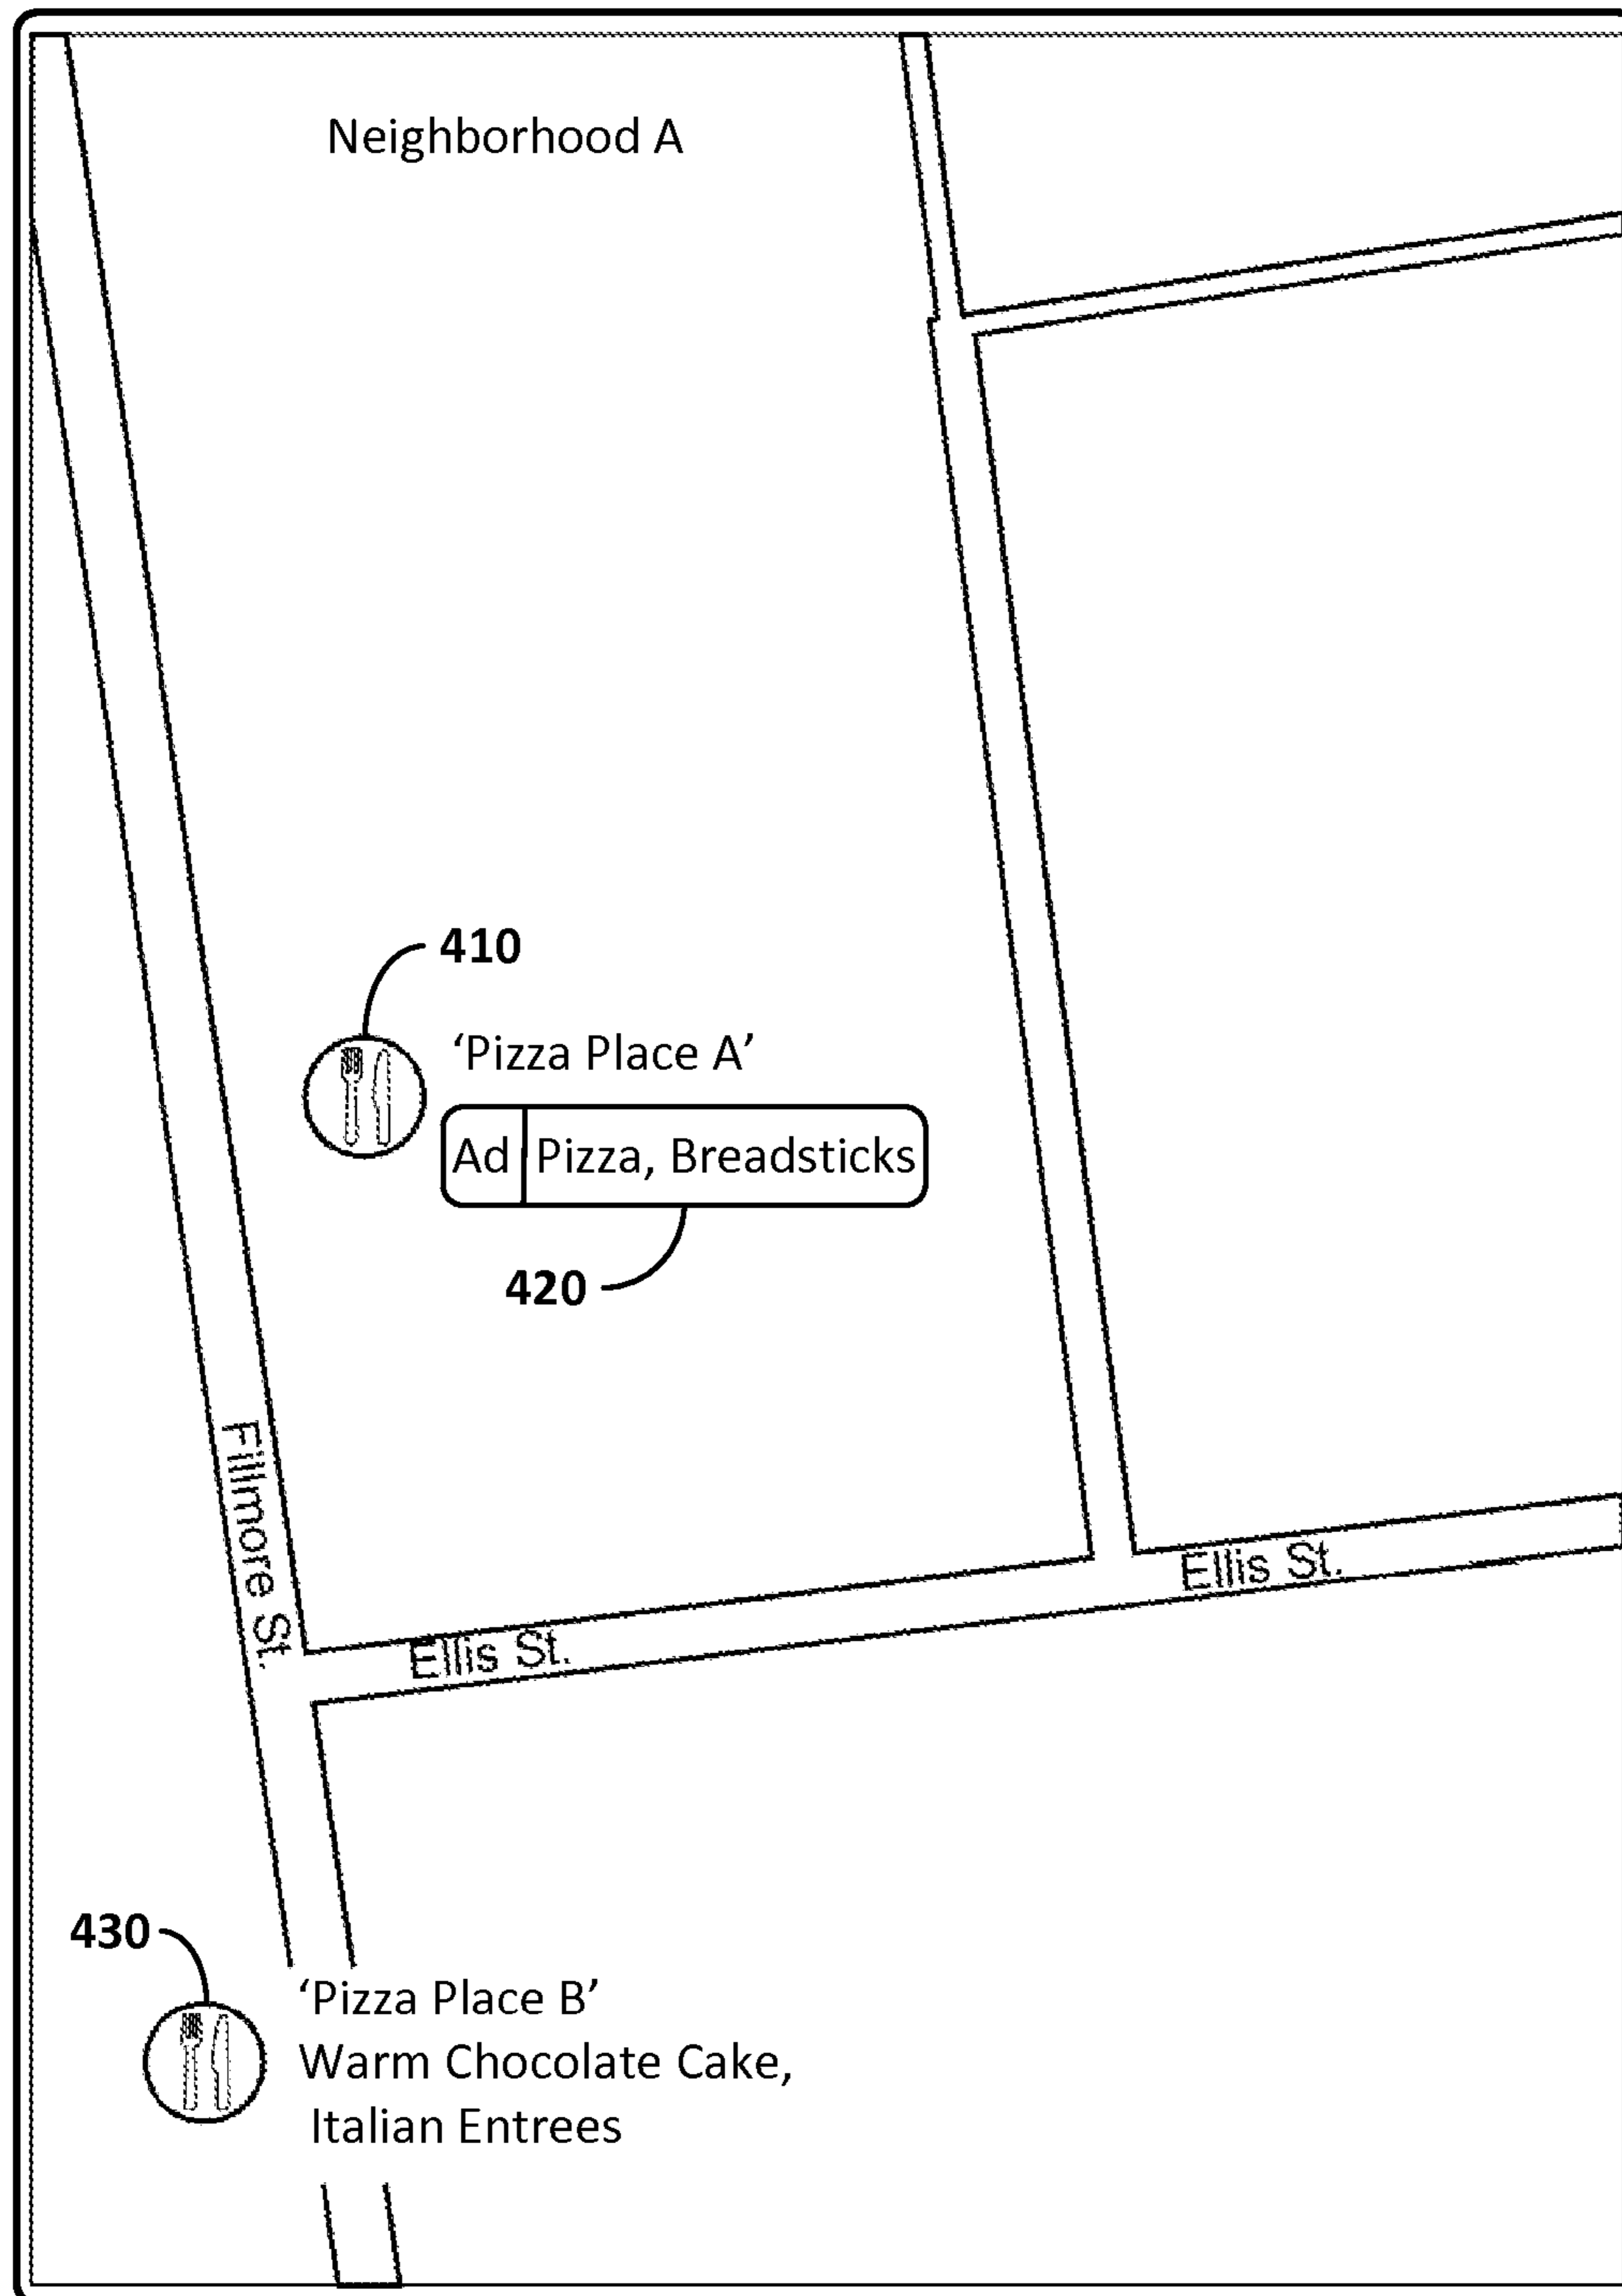 Neighborhood A
410
‘Pizza Place A’
Ad Pizza, Breadsticks
420
Fillmore St.
Ellis St.
Ellis St.
430
‘Pizza Place B’
Warm Chocolate Cake,
Italian Entrees